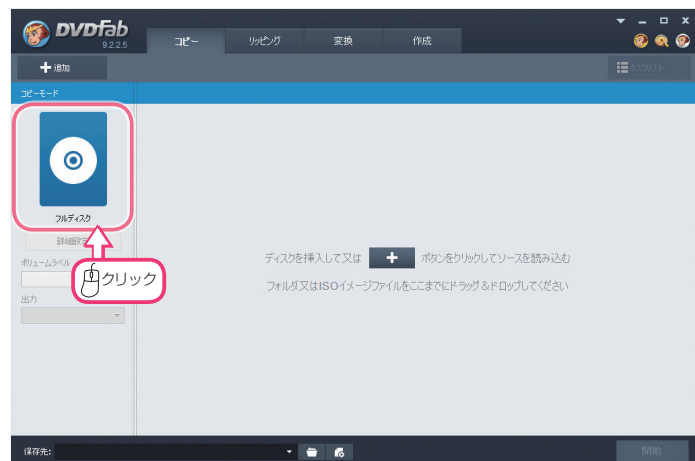 DVDFab
9.2.2.5
コピー
リッピング
変換
作成
追加
タスクリスト
コピーモード
フルディスク
詳細設定
ボリュームラベル
クリック
出力
ディスクを挿入して又は + ボタンをクリックしてソースを読み込む
フォルダ又はISOイメージファイルをここまでにドラッグ&ドロップしてください
保存先:
開始